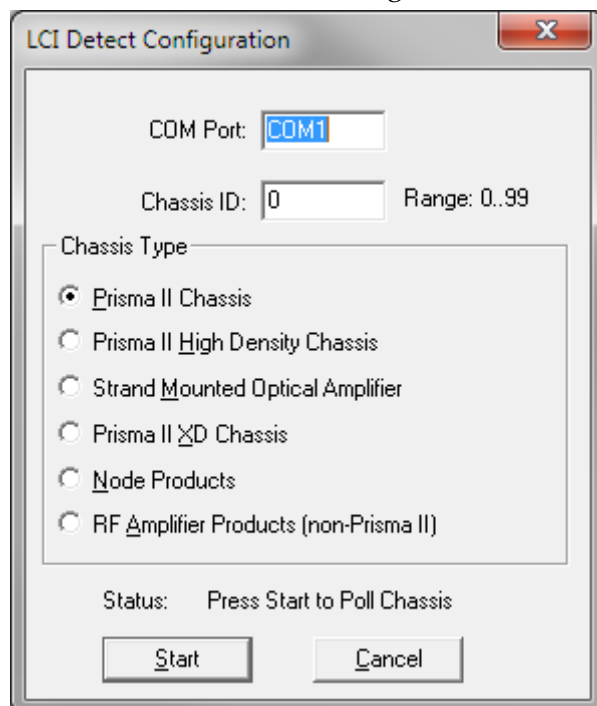 LCI Detect Configuration
COM Port: COM1
Chassis ID: 0 Range: 0..99
Chassis Type
Prisma II Chassis
Prisma II High Density Chassis
Strand Mounted Optical Amplifier
Prisma II XD Chassis
Node Products
RF Amplifier Products (non-Prisma II)
Status: Press Start to Poll Chassis
Start Cancel